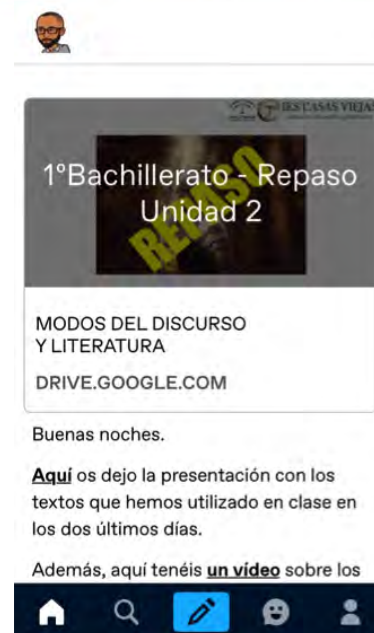 IES CASAS VIEJAS
1ºBachillerato - Repaso
Unidad 2
REPASO
MODOS DEL DISCURSO
Y LITERATURA
DRIVE.GOOGLE.COM
Buenas noches.
Aquí os dejo la presentación con los
textos que hemos utilizado en clase en
los dos últimos días.
Además, aquí tenéis un vídeo sobre los